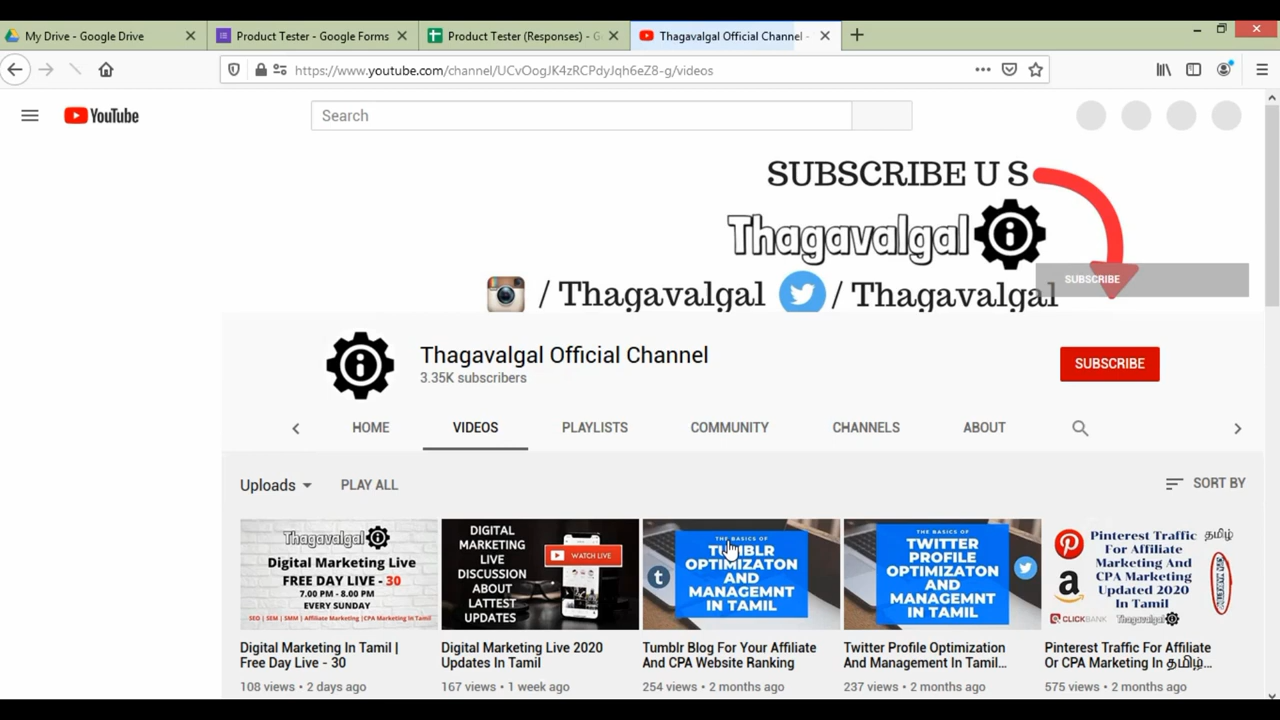 My Drive - Google Drive
Product Tester - Google Forms
Product Tester (Responses) - G
Thagavalgal Official Channel -
https://www.youtube.com/channel/UCvOogJK4zRCPdyJqh6eZ8-g/videos
YouTube
Search
SUBSCRIBE U S
Thagavalgal
/ Thagavalgal / Thagavalgal
SUBSCRIBE
Thagavalgal Official Channel
3.35K subscribers
SUBSCRIBE
HOME VIDEOS PLAYLISTS COMMUNITY CHANNELS ABOUT
Uploads PLAY ALL SORT BY
Thagavalgal
Digital Marketing Live
FREE DAY LIVE - 30
7.00 PM - 8.00 PM
EVERY SUNDAY
SEO | SEM | SMM | Affiliate Marketing | CPA Marketing In Tamil
DIGITAL
MARKETING
LIVE
DISCUSSION
ABOUT
LATTEST
UPDATES
WATCH LIVE
THE BASICS OF
TUMBLR
OPTIMIZATON
AND
MANAGEMNT
IN TAMIL
t
THE BASICS OF
TWITTER
PROFILE
OPTIMIZATON
AND
MANAGEMNT
IN TAMIL
Pinterest Traffic
For Affiliate
Marketing And
CPA Marketing
Updated 2020
In Tamil
தமிழ்
CLICKBANK
Thagavalgal
Digital Marketing In Tamil |
Free Day Live - 30
108 views • 2 days ago
Digital Marketing Live 2020
Updates In Tamil
167 views • 1 week ago
Tumblr Blog For Your Affiliate
And CPA Website Ranking
254 views • 2 months ago
Twitter Profile Optimization
And Management In Tamil...
237 views • 2 months ago
Pinterest Traffic For Affiliate
Or CPA Marketing In தமிழ்...
575 views • 2 months ago